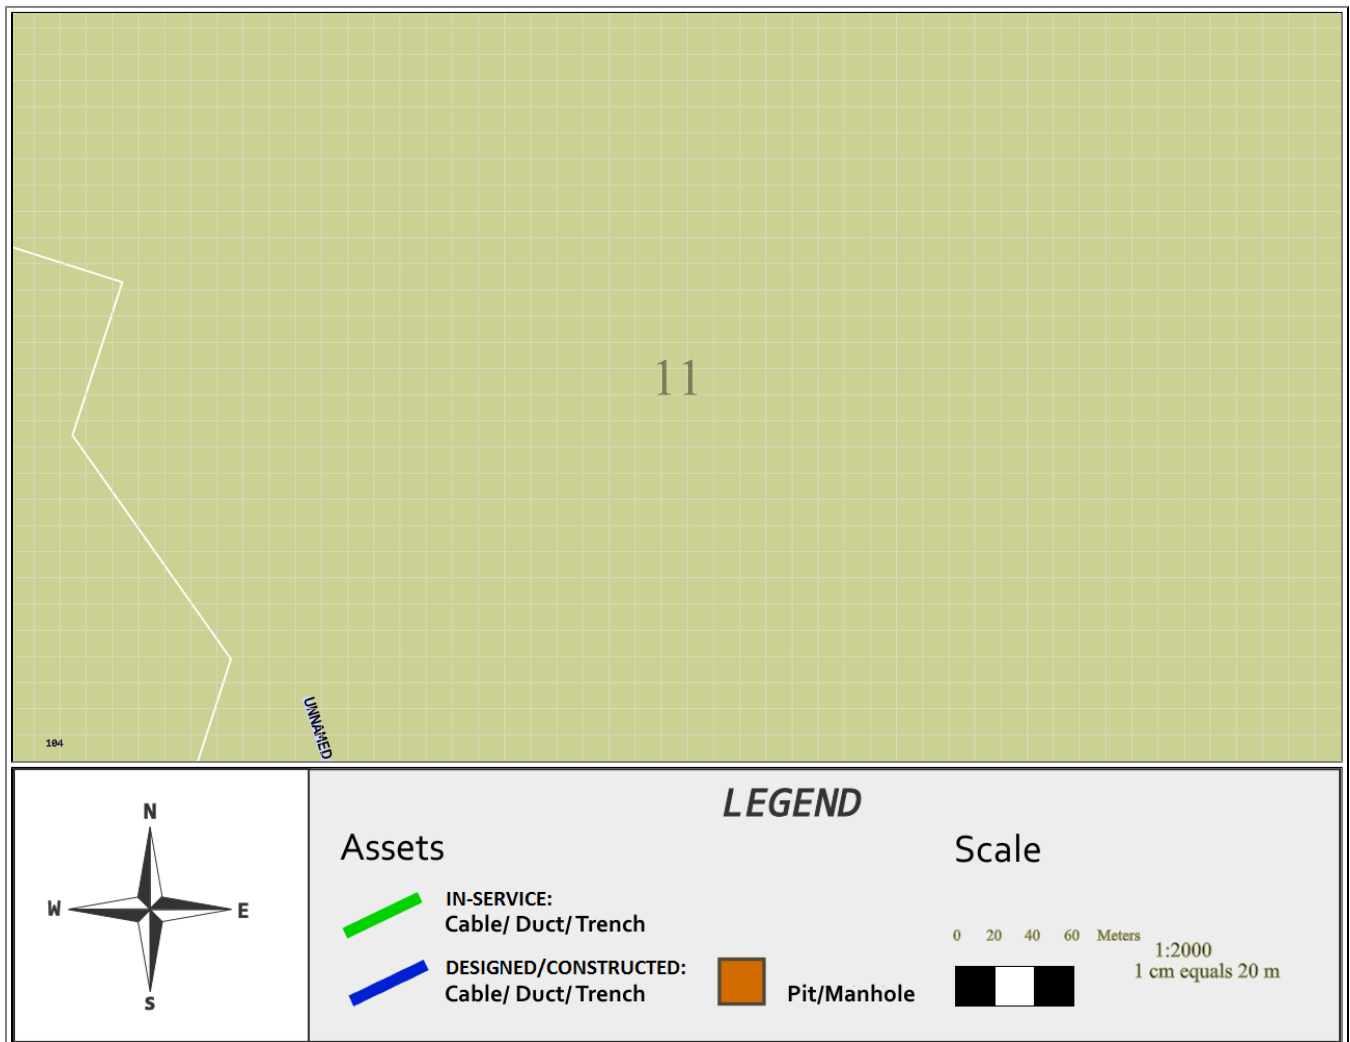 11
UNNAMED
104
N
W
E
S
LEGEND
Assets
Scale
IN-SERVICE:
Cable/ Duct/ Trench
0 20 40 60 Meters
1:2000
1 cm equals 20 m
DESIGNED/CONSTRUCTED:
Cable/ Duct/ Trench
Pit/Manhole